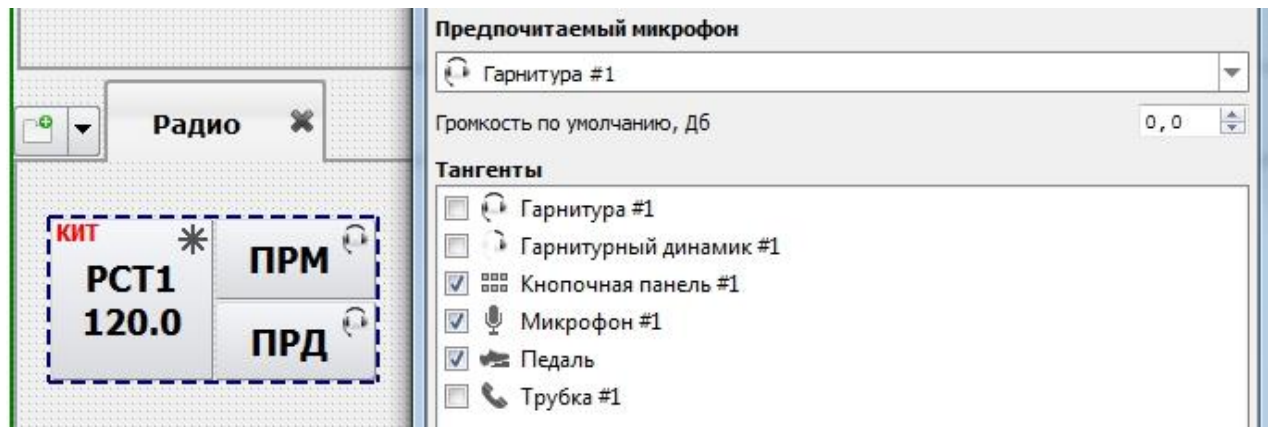 Радио
КИТ
РСТ1
120.0
ПРМ
ПРД
Предпочитаемый микрофон
Гарнитура #1
Громкость по умолчанию, Дб 0,0
Тангенты
Гарнитура #1
Гарнитурный динамик #1
Кнопочная панель #1
Микрофон #1
Педаль
Трубка #1